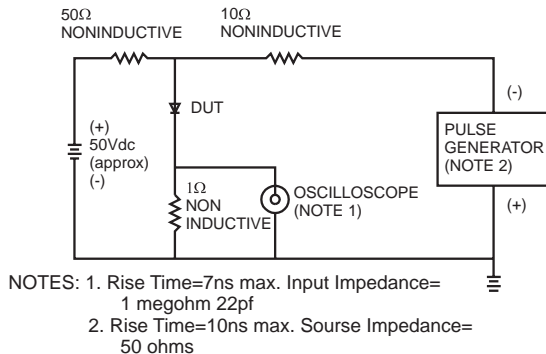 50Ω
NONINDUCTIVE
10Ω
NONINDUCTIVE
DUT
(+)
50Vdc
(approx)
(-)
1Ω
NON
INDUCTIVE
OSCILLOSCOPE
(NOTE 1)
(-)
PULSE
GENERATOR
(NOTE 2)
(+)
NOTES: 1. Rise Time=7ns max. Input Impedance=
1 megohm 22pf
2. Rise Time=10ns max. Sourse Impedance=
50 ohms